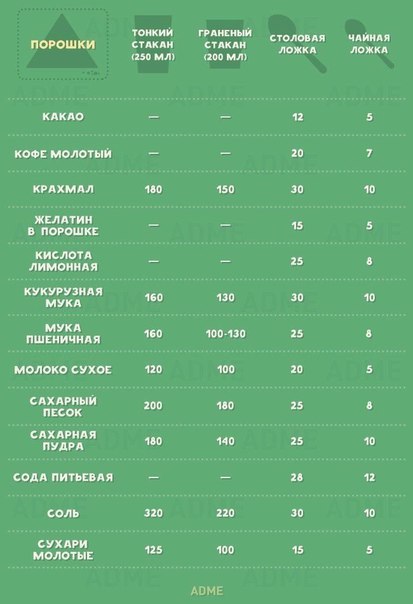 ПОРОШКИ
ТОНКИЙ СТАКАН (250 МЛ)
ГРАНЕНЫЙ СТАКАН (200 МЛ)
СТОЛОВАЯ ЛОЖКА
ЧАЙНАЯ ЛОЖКА
КАКАО — — 12 5
КОФЕ МОЛОТЫЙ — — 20 7
КРАХМАЛ 180 150 30 10
ЖЕЛАТИН В ПОРОШКЕ — — 15 5
КИСЛОТА ЛИМОННАЯ — — 25 8
КУКУРУЗНАЯ МУКА 160 130 30 10
МУКА ПШЕНИЧНАЯ 160 100-130 25 8
МОЛОКО СУХОЕ 120 100 20 5
САХАРНЫЙ ПЕСОК 200 180 25 8
САХАРНАЯ ПУДРА 180 140 25 10
СОДА ПИТЬЕВАЯ — — 28 12
СОЛЬ 320 220 30 10
СУХАРИ МОЛОТЫЕ 125 100 15 5
ADME